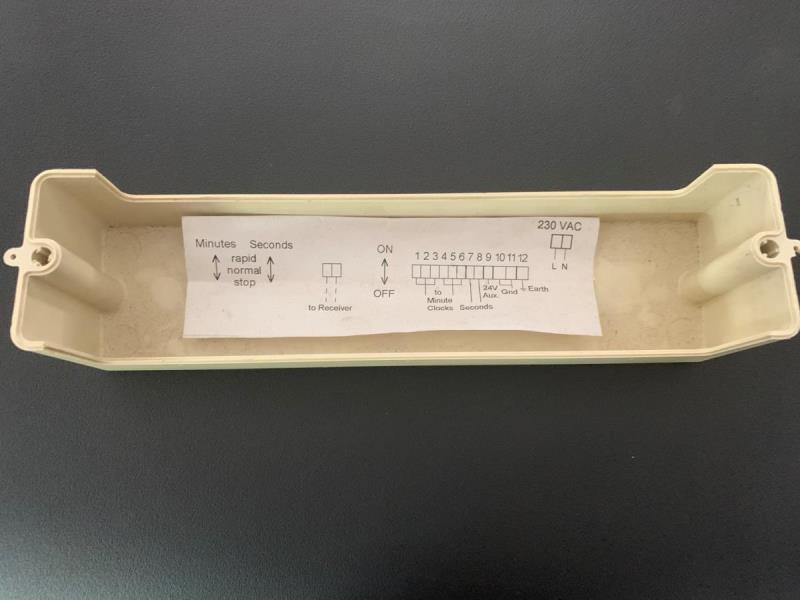 230 VAC
Minutes Seconds
rapid
normal
stop
ON
OFF
1 2 3 4 5 6 7 8 9 10 11 12
L N
to Receiver
to
Minute
Clocks
Seconds
24V
Aux.
Gnd
Earth